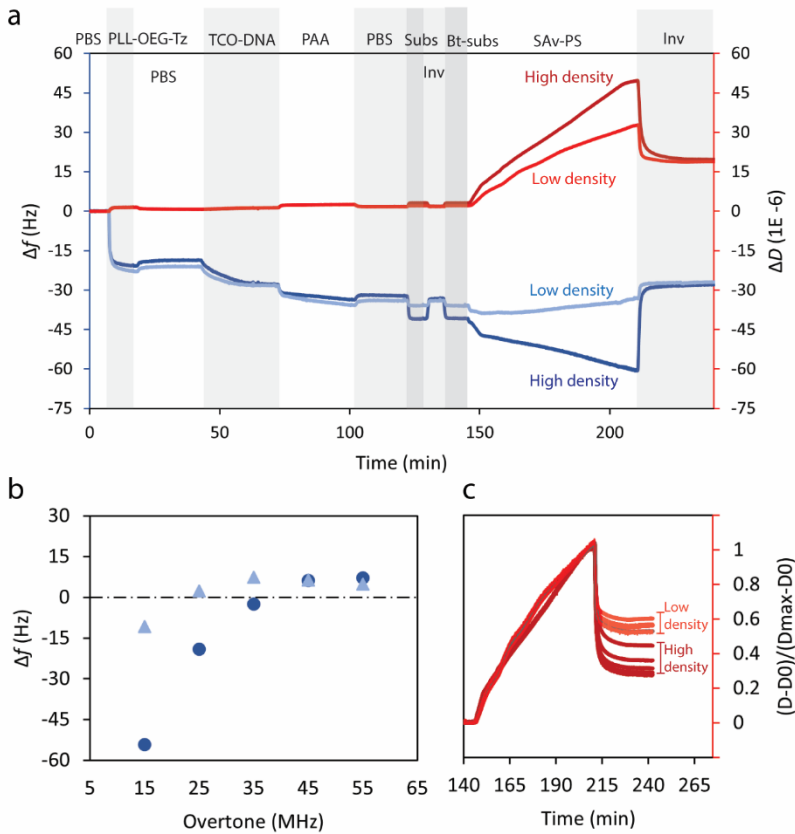 a
PBS PLL-OEG-Tz TCO-DNA PAA PBS Subs Bt-subs SAv-PS Inv
PBS Inv
60 60
45 High density 45
30 30
15 Low density 15
0 0
-15 -15
-30 Low density -30
-45 -45
-60 High density -60
-75 -75
Δf (Hz)
ΔD (1E -6)
0 50 100 150 200
Time (min)
b
30
15
0
-15
-30
-45
-60
Δf (Hz)
5 15 25 35 45 55 65
Overtone (MHz)
c
1
0.8
0.6
0.4
0.2
0
Low
density
High
density
(D-D0)/(Dmax-D0)
140 165 190 215 240 265
Time (min)